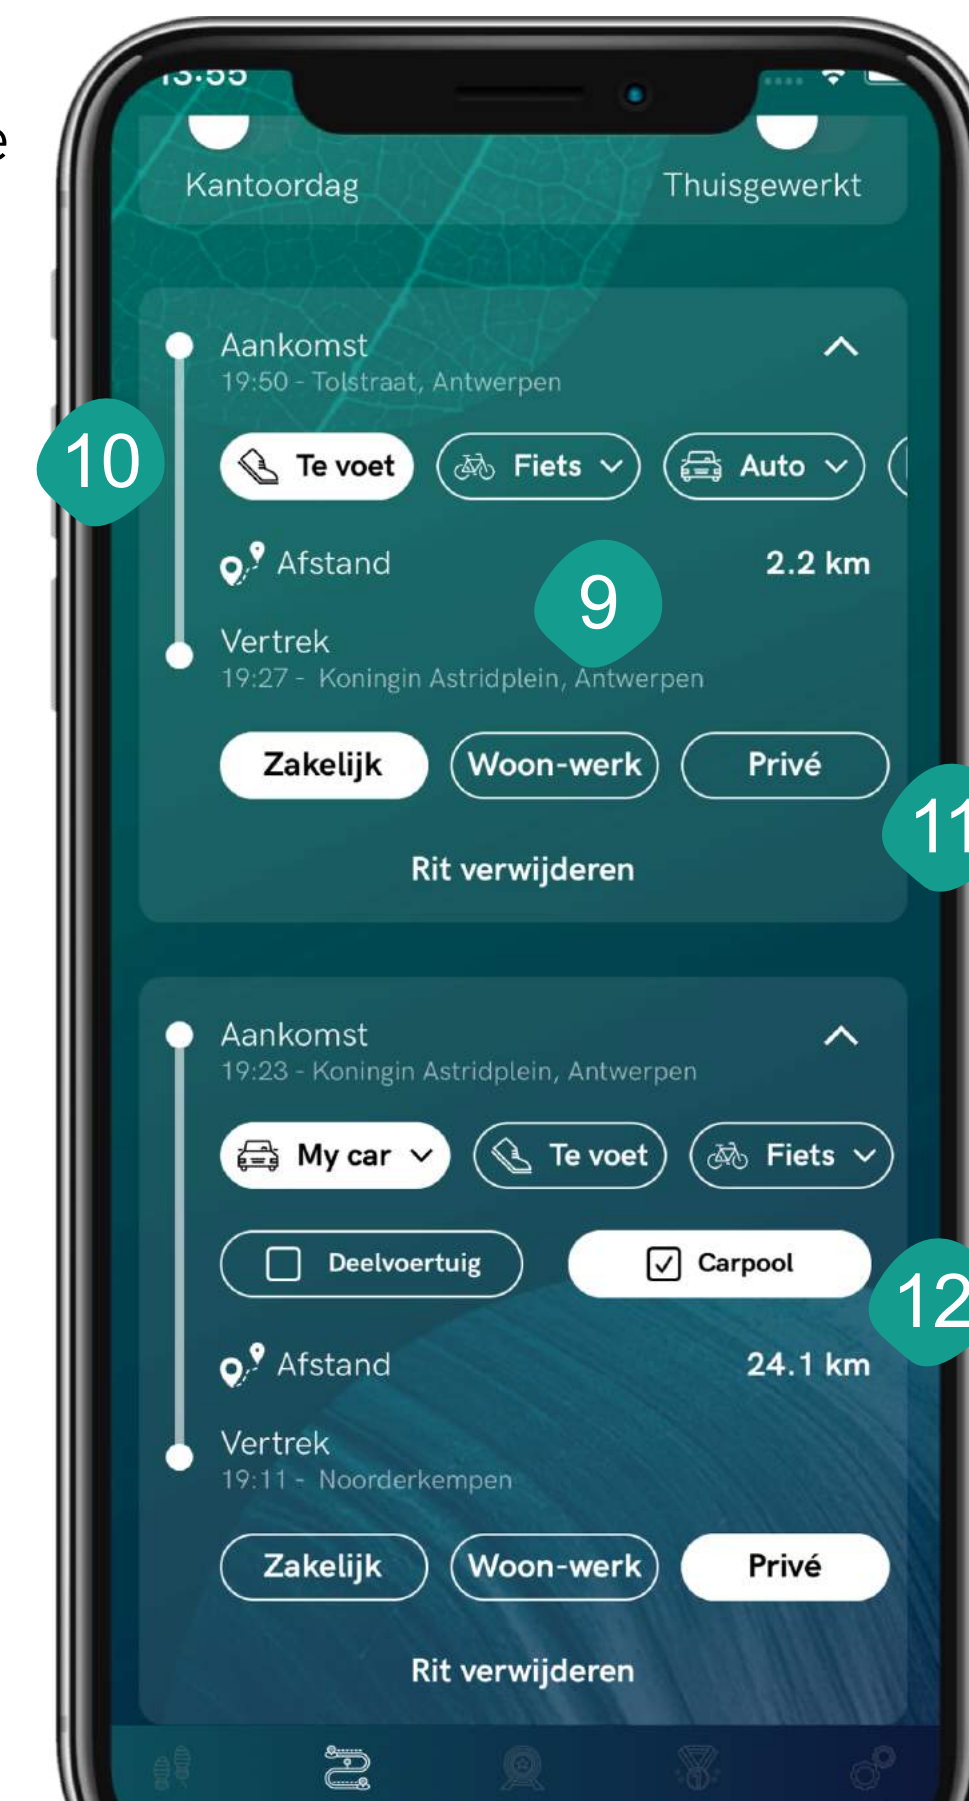 e
13:55
Kantoordag Thuisgewerkt
Aankomst
19:50 - Tolstraat, Antwerpen
10
Te voet Fiets Auto
Afstand 2.2 km
9
Vertrek
19:27 - Koningin Astridplein, Antwerpen
Zakelijk Woon-werk Privé
11
Rit verwijderen
Aankomst
19:23 - Koningin Astridplein, Antwerpen
My car Te voet Fiets
Deelvoertuig Carpool
12
Afstand 24.1 km
Vertrek
19:11 - Noorderkempen
Zakelijk Woon-werk Privé
Rit verwijderen